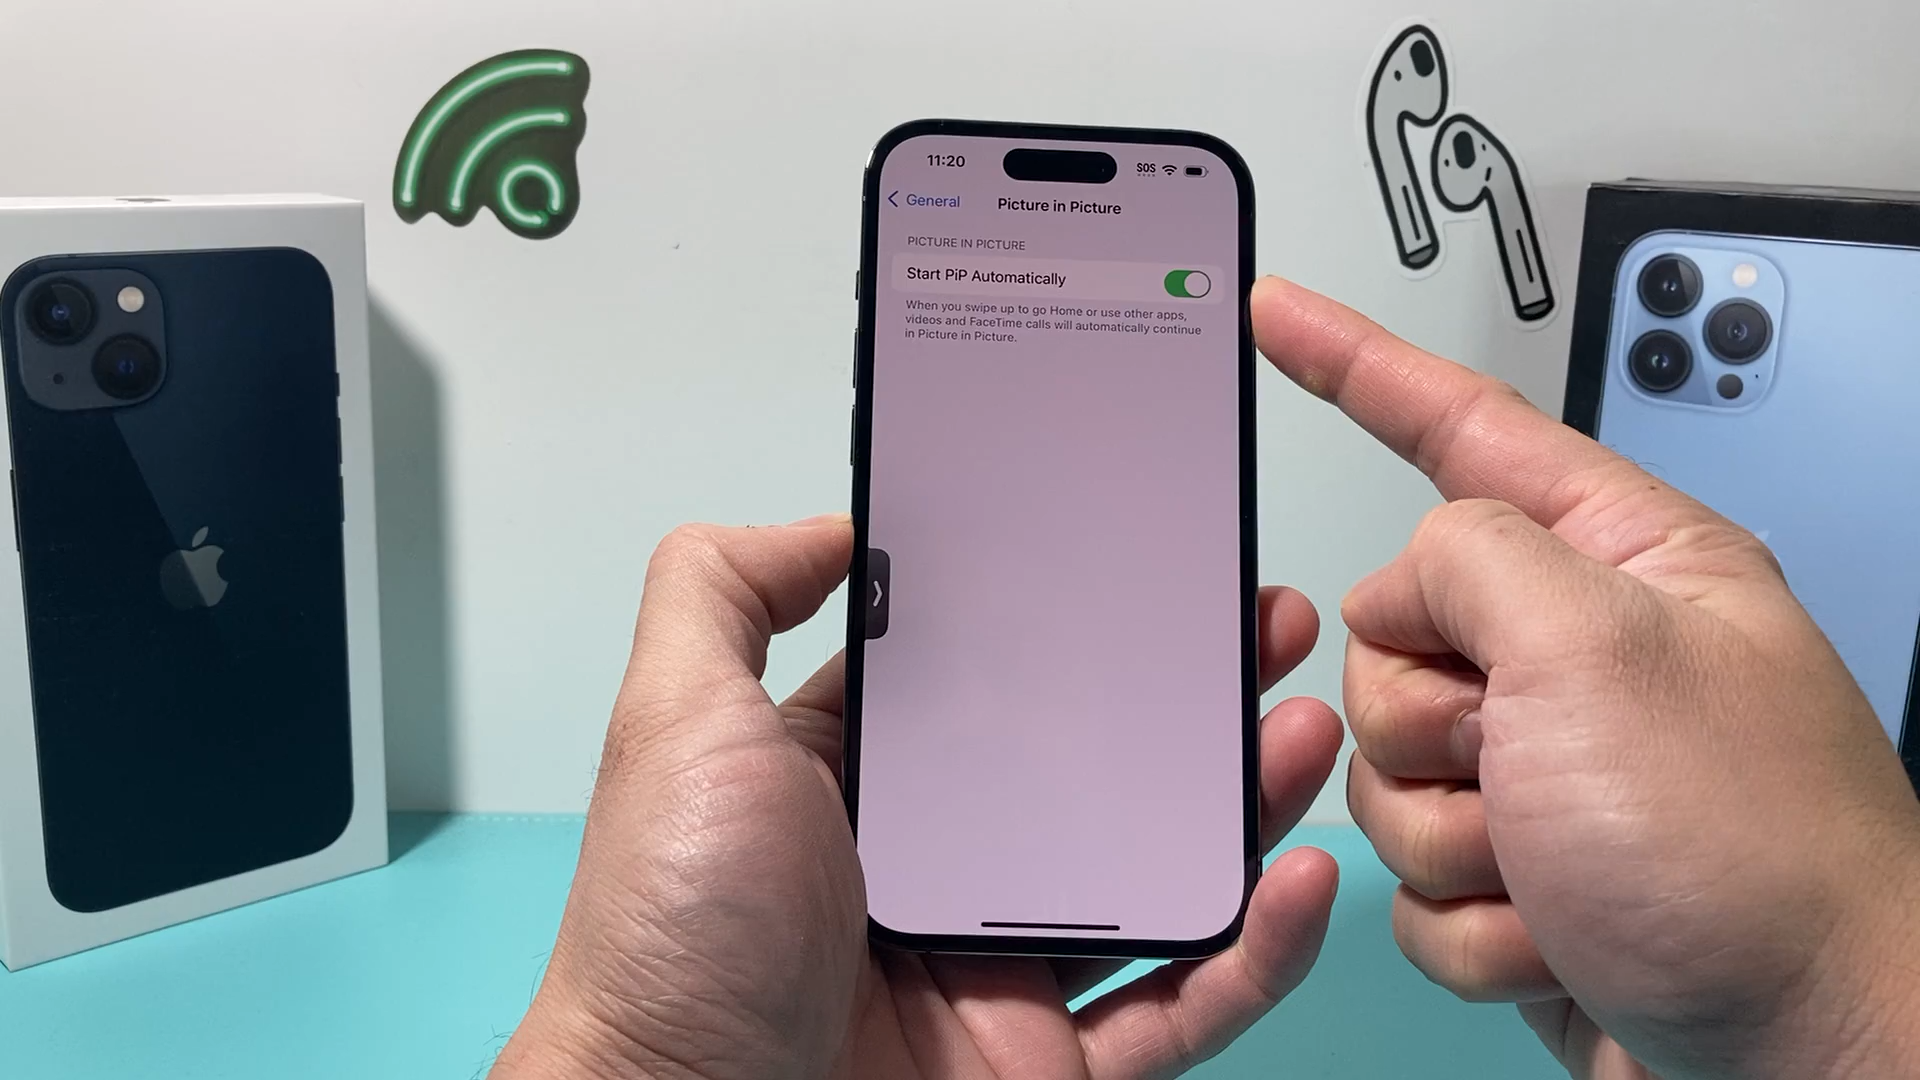 11:20
SOS
General
Picture in Picture
PICTURE IN PICTURE
Start PiP Automatically
When you swipe up to go Home or use other apps,
videos and FaceTime calls will automatically continue
in Picture in Picture.